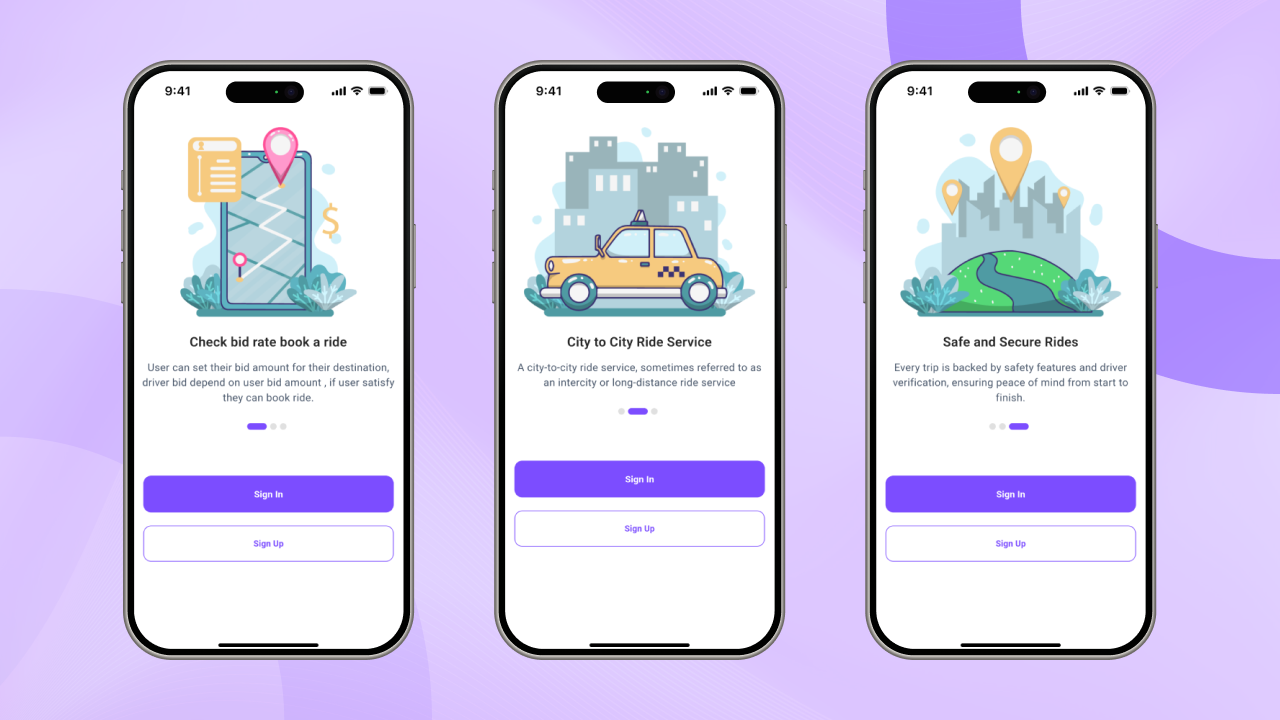 9:41
Check bid rate book a ride
User can set their bid amount for their destination,
driver bid depend on user bid amount , if user satisfy
they can book ride.
Sign In
Sign Up
9:41
City to City Ride Service
A city-to-city ride service, sometimes referred to as
an intercity or long-distance ride service
Sign In
Sign Up
9:41
Safe and Secure Rides
Every trip is backed by safety features and driver
verification, ensuring peace of mind from start to
finish.
Sign In
Sign Up